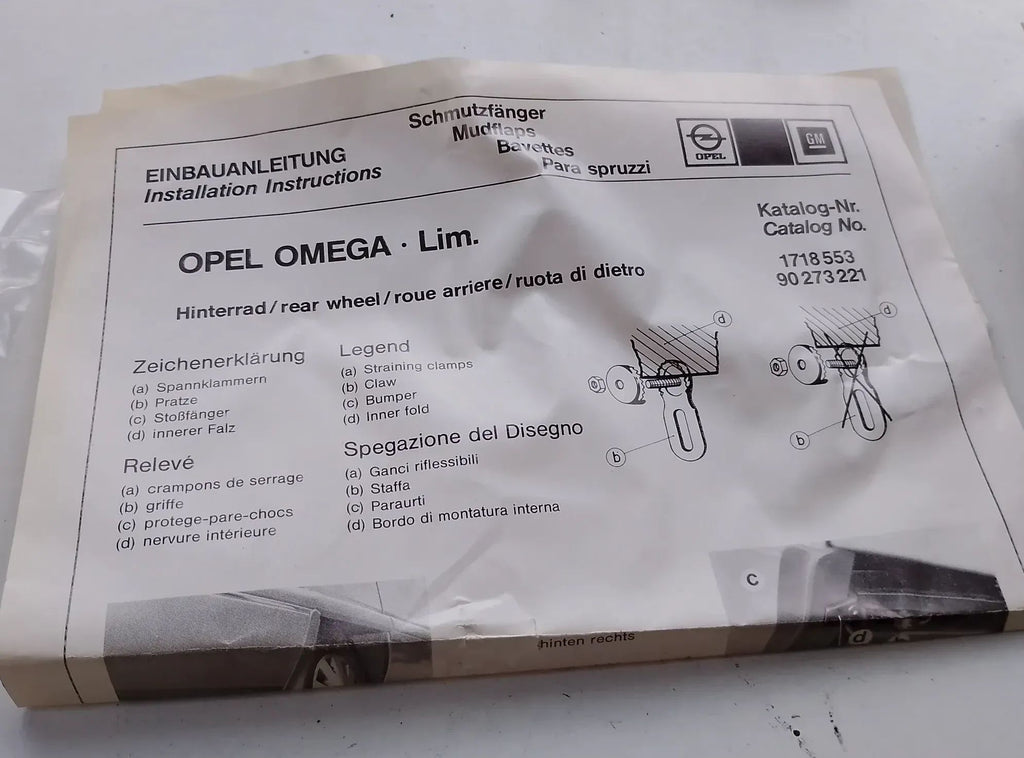 Schmutzfänger
Mudflaps
Bavettes
Para spruzzi
EINBAUANLEITUNG
Installation Instructions
OPEL
GM
OPEL OMEGA · Lim.
Katalog-Nr.
Catalog No.
1718 553
90 273 221
Hinterrad/rear wheel/roue arriere/ruota di dietro
Zeichenerklärung
(a) Spannklammern
(b) Pratze
(c) Stoßfänger
(d) innerer Falz
Legend
(a) Straining clamps
(b) Claw
(c) Bumper
(d) Inner fold
Relevé
(a) crampons de serrage
(b) griffe
(c) protege-pare-chocs
(d) nervure intérieure
Spegazione del Disegno
(a) Ganci riflessibili
(b) Staffa
(c) Paraurti
(d) Bordo di montatura interna
d
b
d
b
c
d
hinten rechts